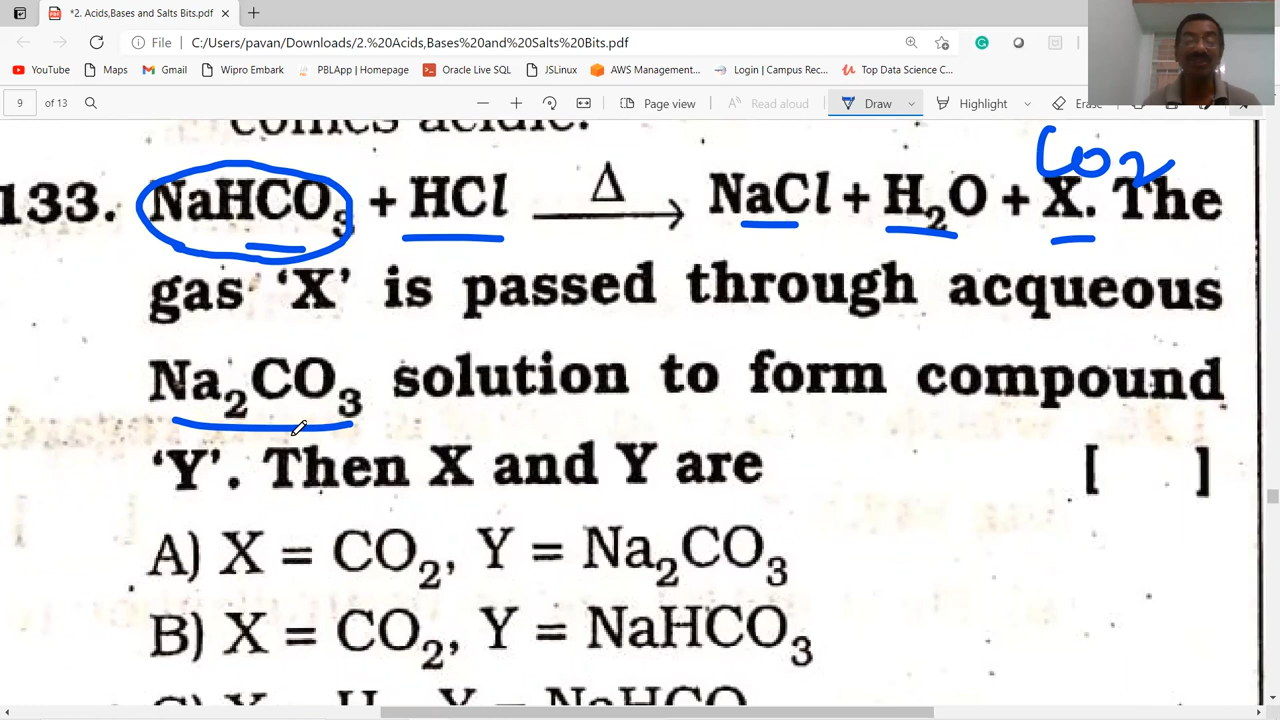 *2. Acids,Bases and Salts Bits.pdf
File C:/Users/pavan/Downloads/2.%20Acids,Bases%20and%20Salts%20Bits.pdf
YouTube Maps Gmail Wipro Embark PBLApp | Homepage Oracle Live SQL JSLinux AWS Management... Login | Campus Rec... Top Data Science C...
9 of 13 Page view Read aloud Draw Highlight Erase
comes acidic.
CO2
133. NaHCO₃ + HCl —Δ→ NaCl + H₂O + X. The
gas ‘X’ is passed through acqueous
Na₂CO₃ solution to form compound
‘Y’. Then X and Y are [ ]
A) X = CO₂, Y = Na₂CO₃
B) X = CO₂, Y = NaHCO₃